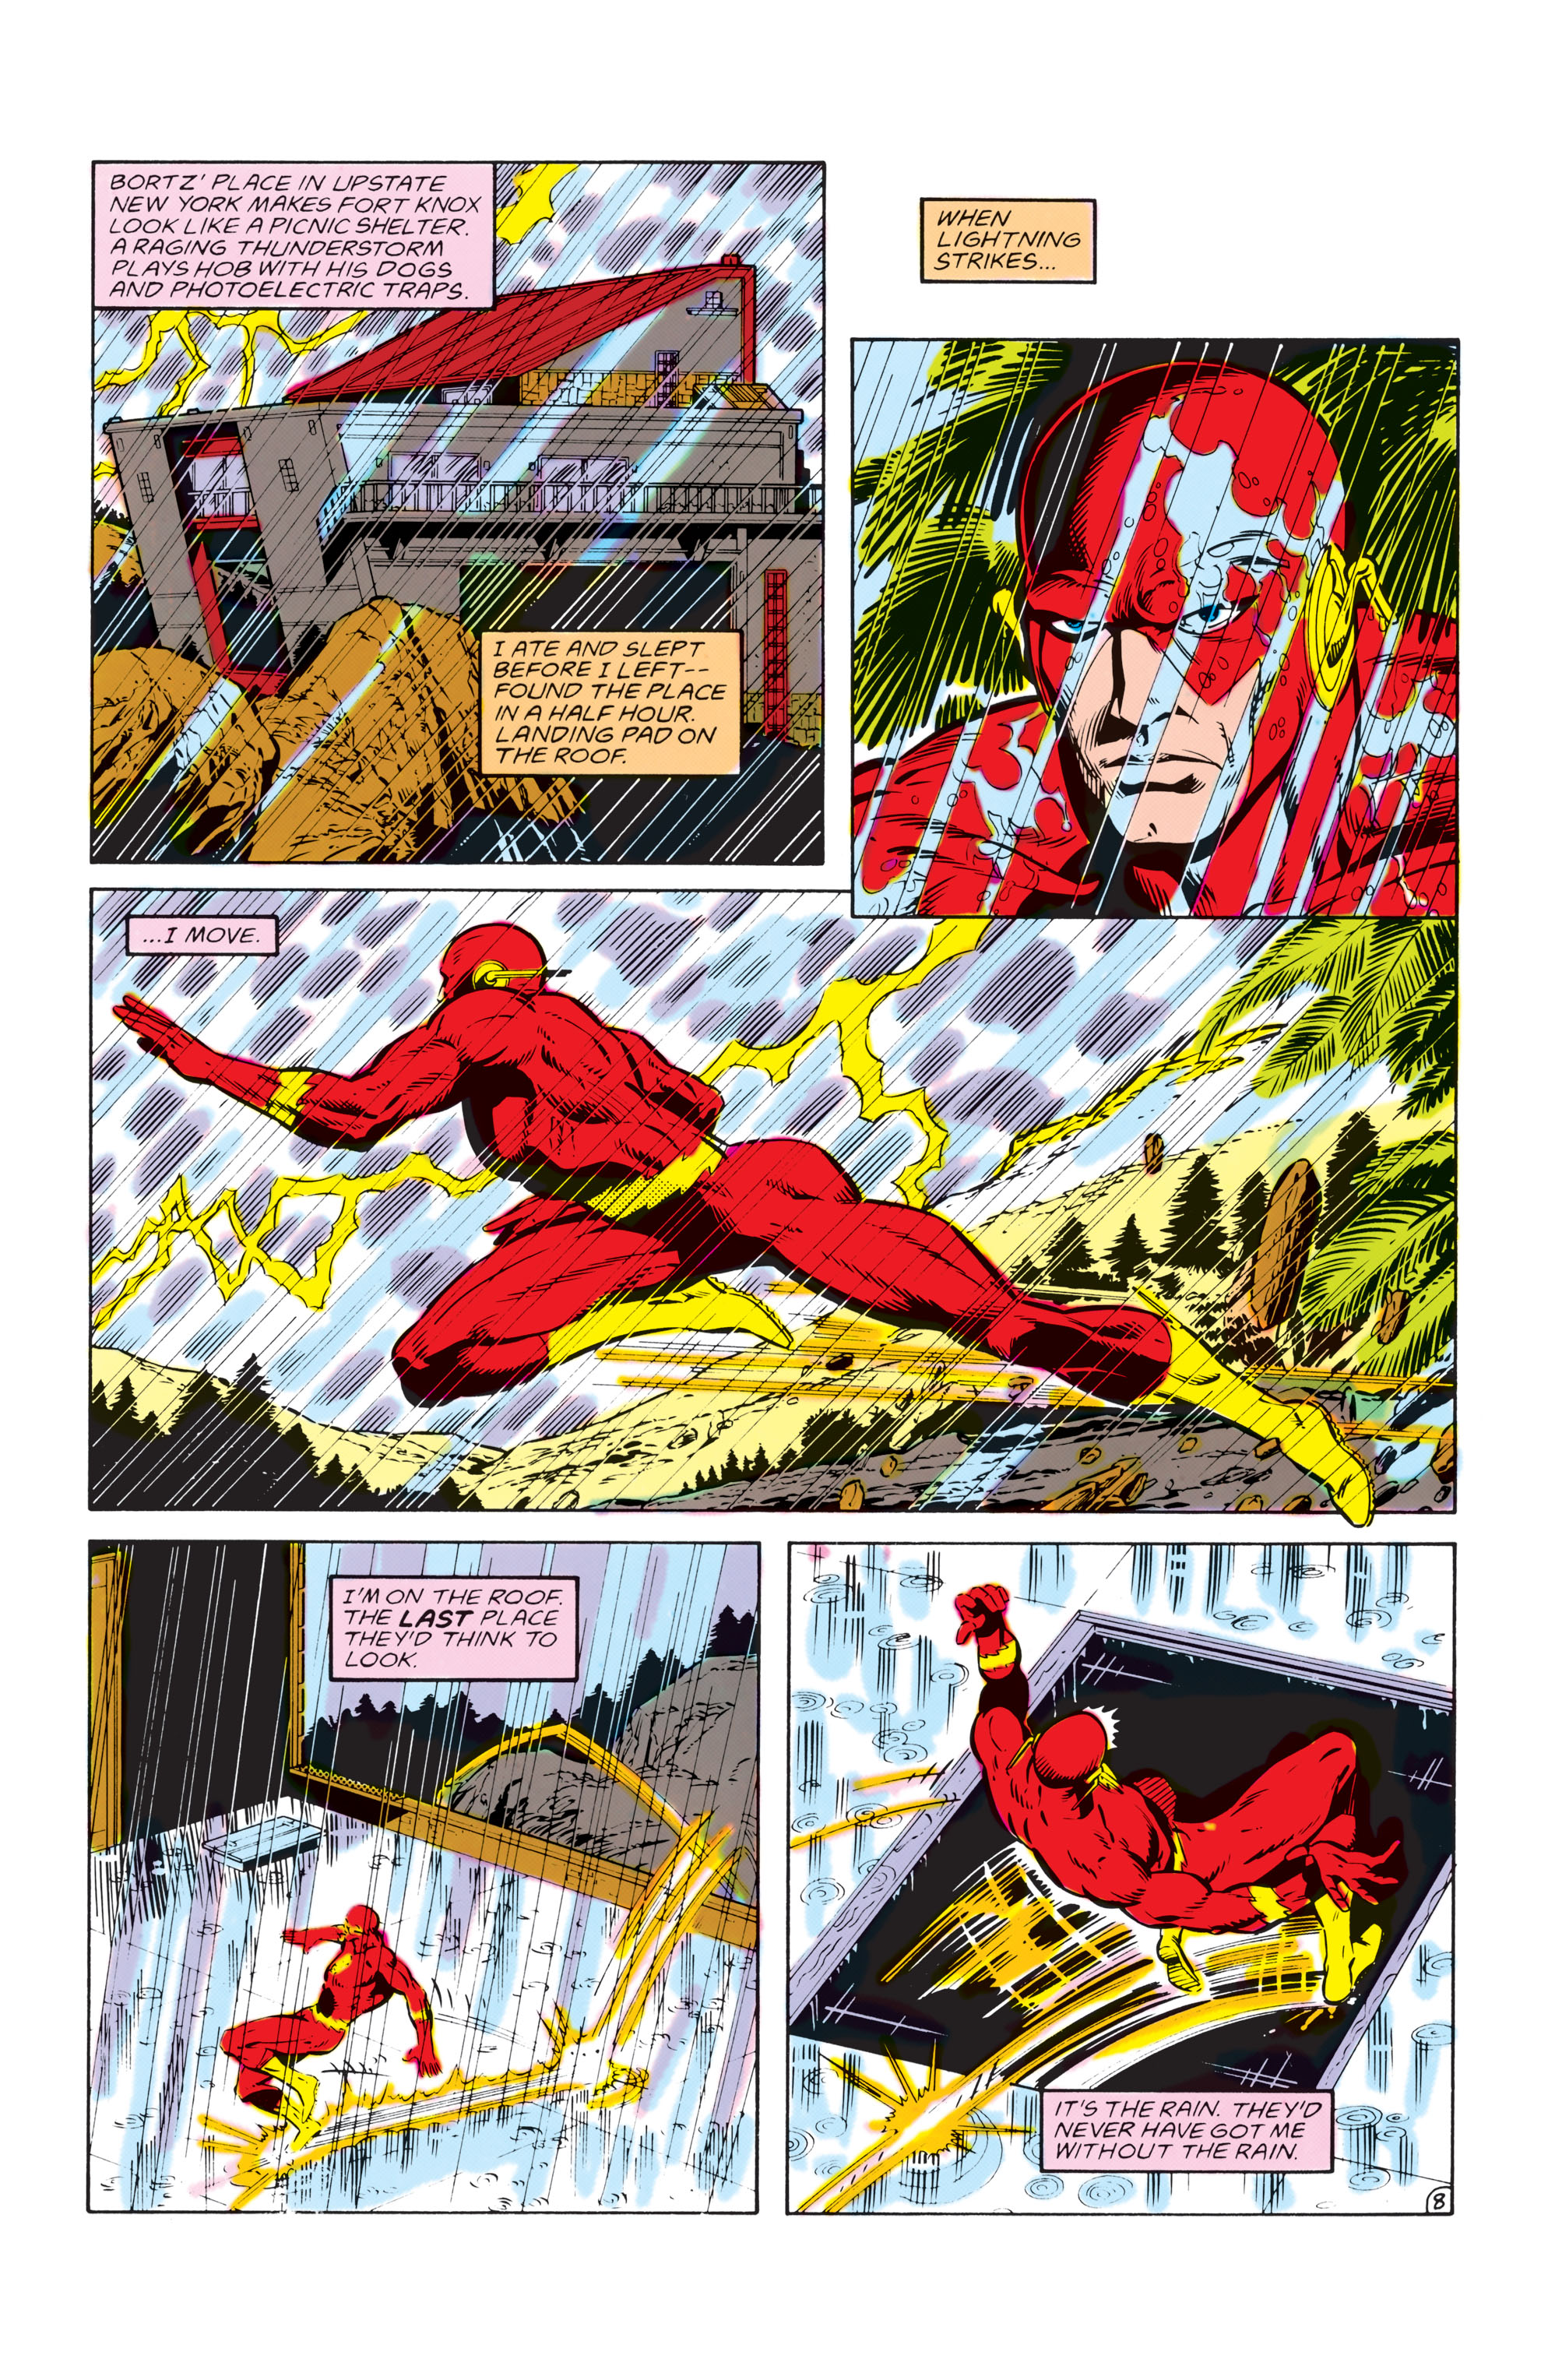 BORTZ' PLACE IN UPSTATE
NEW YORK MAKES FORT KNOX
LOOK LIKE A PICNIC SHELTER.
A RAGING THUNDERSTORM
PLAYS HOB WITH HIS DOGS
AND PHOTOELECTRIC TRAPS.
I ATE AND SLEPT
BEFORE I LEFT--
FOUND THE PLACE
IN A HALF HOUR.
LANDING PAD ON
THE ROOF.
WHEN
LIGHTNING
STRIKES...
...I MOVE.
I'M ON THE ROOF.
THE LAST PLACE
THEY'D THINK TO
LOOK.
IT'S THE RAIN. THEY'D
NEVER HAVE GOT ME
WITHOUT THE RAIN.
8